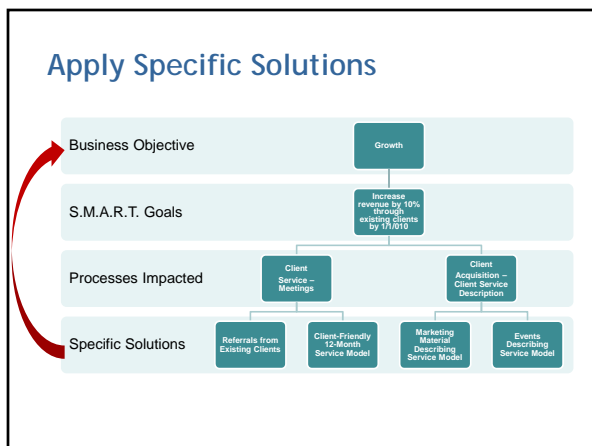 Apply Specific Solutions
Business Objective
Growth
S.M.A.R.T. Goals
Increase
revenue by 10%
through
existing clients
by 1/1/010
Processes Impacted
Client
Service –
Meetings
Client
Acquisition –
Client Service
Description
Specific Solutions
Referrals from
Existing Clients
Client-Friendly
12-Month
Service Model
Marketing
Material
Describing
Service Model
Events
Describing
Service Model